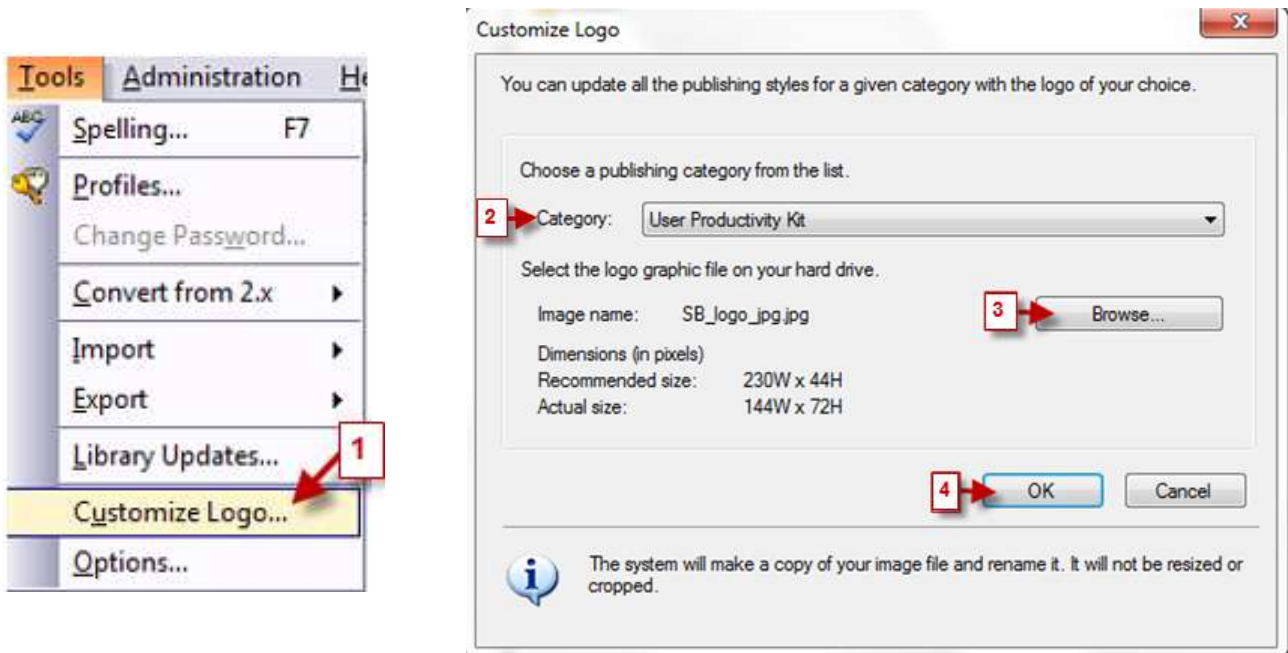 Tools Administration He
ABC
Spelling... F7
Profiles...
Change Password...
Convert from 2.x
Import
Export
Library Updates...
1
Customize Logo...
Options...
Customize Logo
You can update all the publishing styles for a given category with the logo of your choice.
Choose a publishing category from the list.
2 Category: User Productivity Kit
Select the logo graphic file on your hard drive.
Image name: SB_logo_jpg.jpg 3 Browse...
Dimensions (in pixels)
Recommended size: 230W x 44H
Actual size: 144W x 72H
4 OK Cancel
The system will make a copy of your image file and rename it. It will not be resized or
cropped.